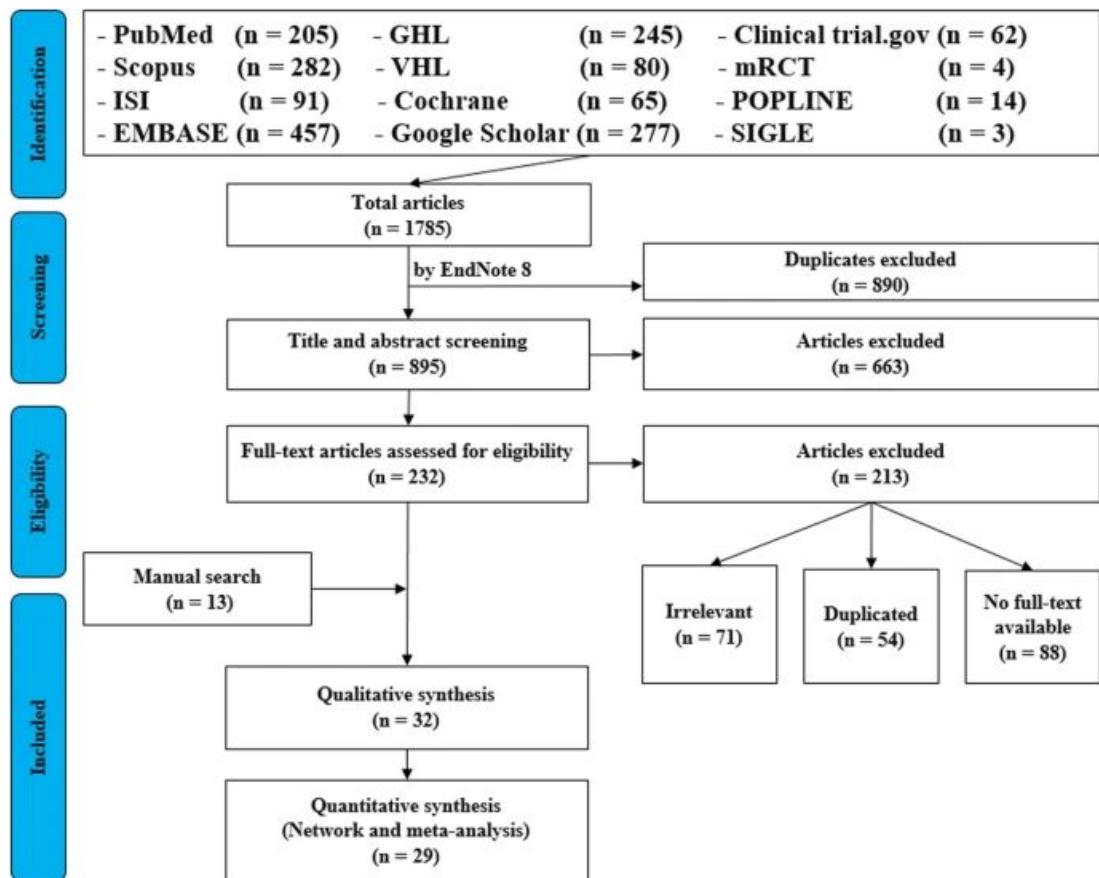 Identification
- PubMed (n = 205) - GHL (n = 245) - Clinical trial.gov (n = 62)
- Scopus (n = 282) - VHL (n = 80) - mRCT (n = 4)
- ISI (n = 91) - Cochrane (n = 65) - POPLINE (n = 14)
- EMBASE (n = 457) - Google Scholar (n = 277) - SIGLE (n = 3)
Total articles
(n = 1785)
Screening
by EndNote 8
Duplicates excluded
(n = 890)
Title and abstract screening
(n = 895)
Articles excluded
(n = 663)
Eligibility
Full-text articles assessed for eligibility
(n = 232)
Articles excluded
(n = 213)
Manual search
(n = 13)
Irrelevant
(n = 71)
Duplicated
(n = 54)
No full-text
available
(n = 88)
Included
Qualitative synthesis
(n = 32)
Quantitative synthesis
(Network and meta-analysis)
(n = 29)